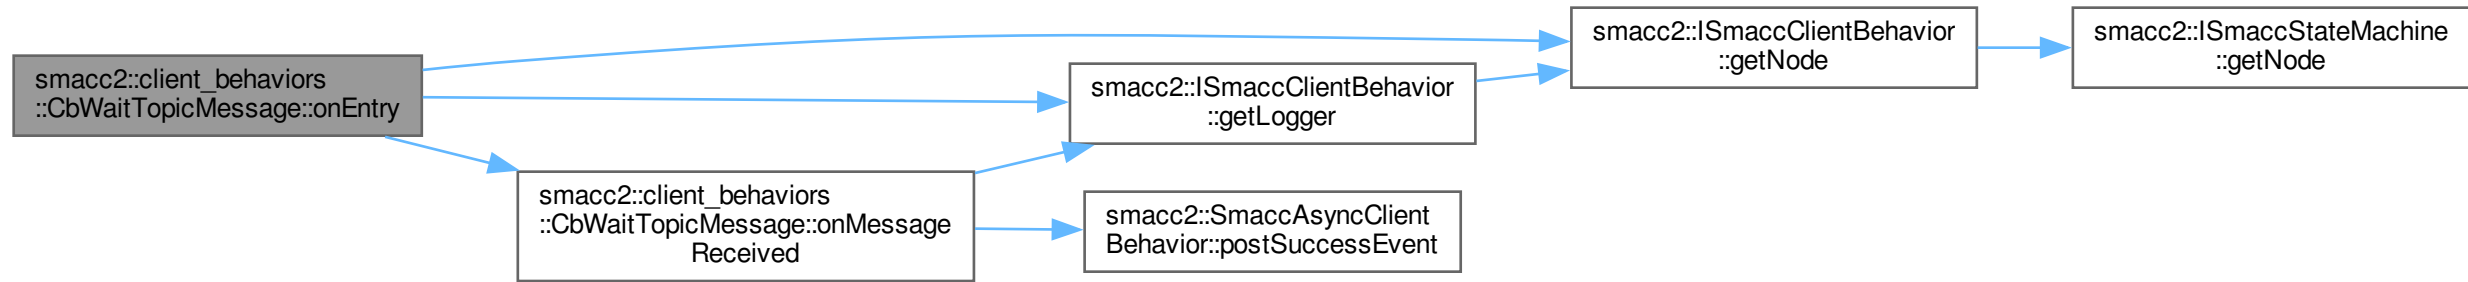 smacc2::client_behaviors
::CbWaitTopicMessage::onEntry
smacc2::client_behaviors
::CbWaitTopicMessage::onMessage
Received
smacc2::ISmaccClientBehavior
::getLogger
smacc2::SmaccAsyncClient
Behavior::postSuccessEvent
smacc2::ISmaccClientBehavior
::getNode
smacc2::ISmaccStateMachine
::getNode